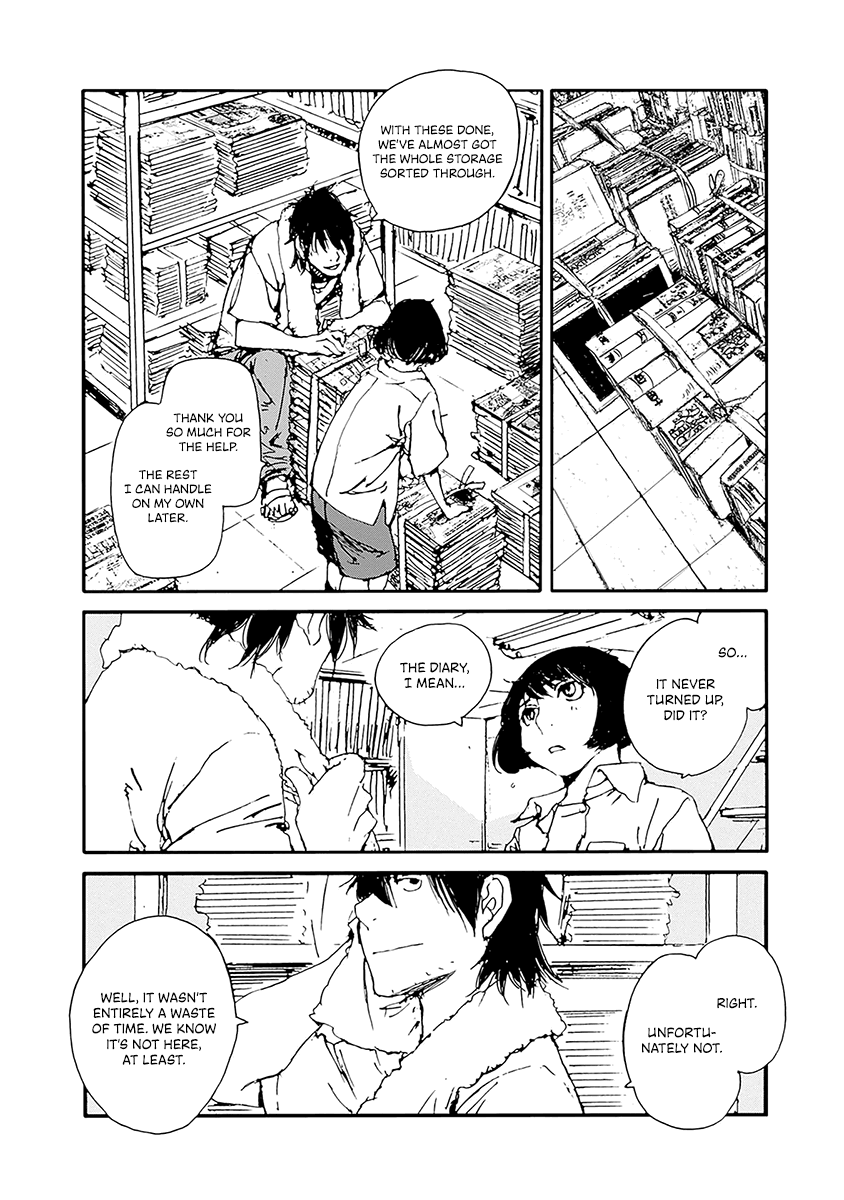 WITH THESE DONE,
WE'VE ALMOST GOT
THE WHOLE STORAGE
SORTED THROUGH.
THANK YOU
SO MUCH FOR
THE HELP.
THE REST
I CAN HANDLE
ON MY OWN
LATER.
SO...
IT NEVER
TURNED UP,
DID IT?
THE DIARY,
I MEAN...
RIGHT.
UNFORTU-
NATELY NOT.
WELL, IT WASN'T
ENTIRELY A WASTE
OF TIME. WE KNOW
IT'S NOT HERE,
AT LEAST.